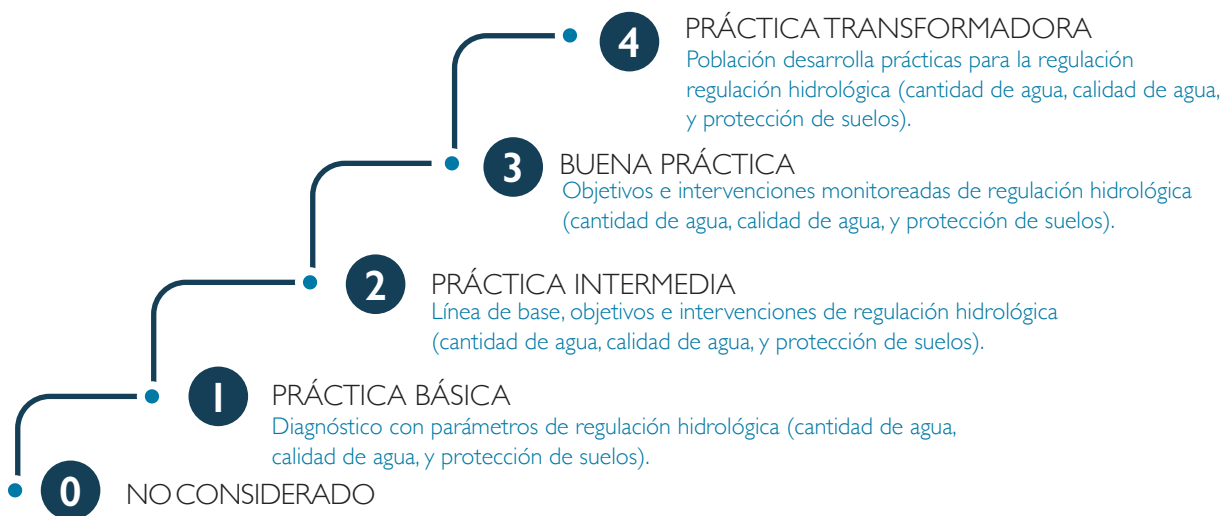 4 PRÁCTICA TRANSFORMADORA
Población desarrolla prácticas para la regulación
regulación hidrológica (cantidad de agua, calidad de agua,
y protección de suelos).
3 BUENA PRÁCTICA
Objetivos e intervenciones monitoreadas de regulación hidrológica
(cantidad de agua, calidad de agua, y protección de suelos).
2 PRÁCTICA INTERMEDIA
Línea de base, objetivos e intervenciones de regulación hidrológica
(cantidad de agua, calidad de agua, y protección de suelos).
1 PRÁCTICA BÁSICA
Diagnóstico con parámetros de regulación hidrológica (cantidad de agua,
calidad de agua, y protección de suelos).
0 NO CONSIDERADO